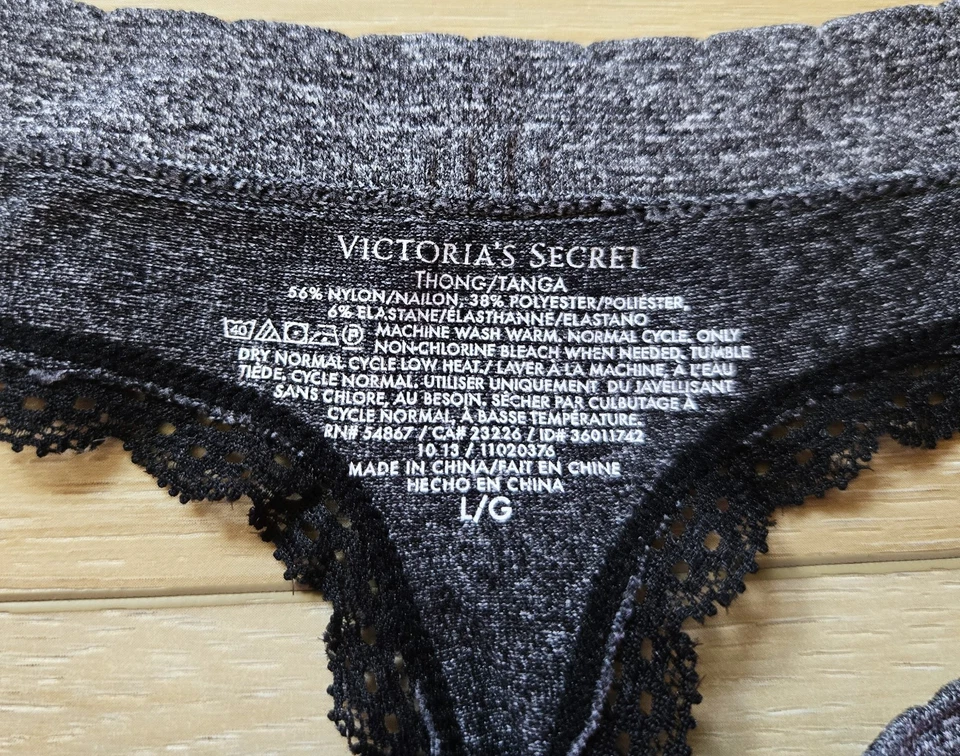 VICTORIA'S SECRET
THONG/TANGA
56% NYLON/NAILON, 38% POLYESTER/POLIÉSTER,
6% ELASTANE/ÉLASTHANNE/ELASTANO
40 P MACHINE WASH WARM, NORMAL CYCLE. ONLY
NON-CHLORINE BLEACH WHEN NEEDED. TUMBLE
DRY NORMAL CYCLE LOW HEAT./ LAVER À LA MACHINE, À L'EAU
TIÈDE, CYCLE NORMAL. UTILISER UNIQUEMENT DU JAVELLISANT
SANS CHLORE, AU BESOIN. SÉCHER PAR CULBUTAGE À
CYCLE NORMAL, À BASSE TEMPÉRATURE.
RN# 54867 / CA# 23226 / ID# 36011742
10 13 / 11020376
MADE IN CHINA/FAIT EN CHINE
HECHO EN CHINA
L/G